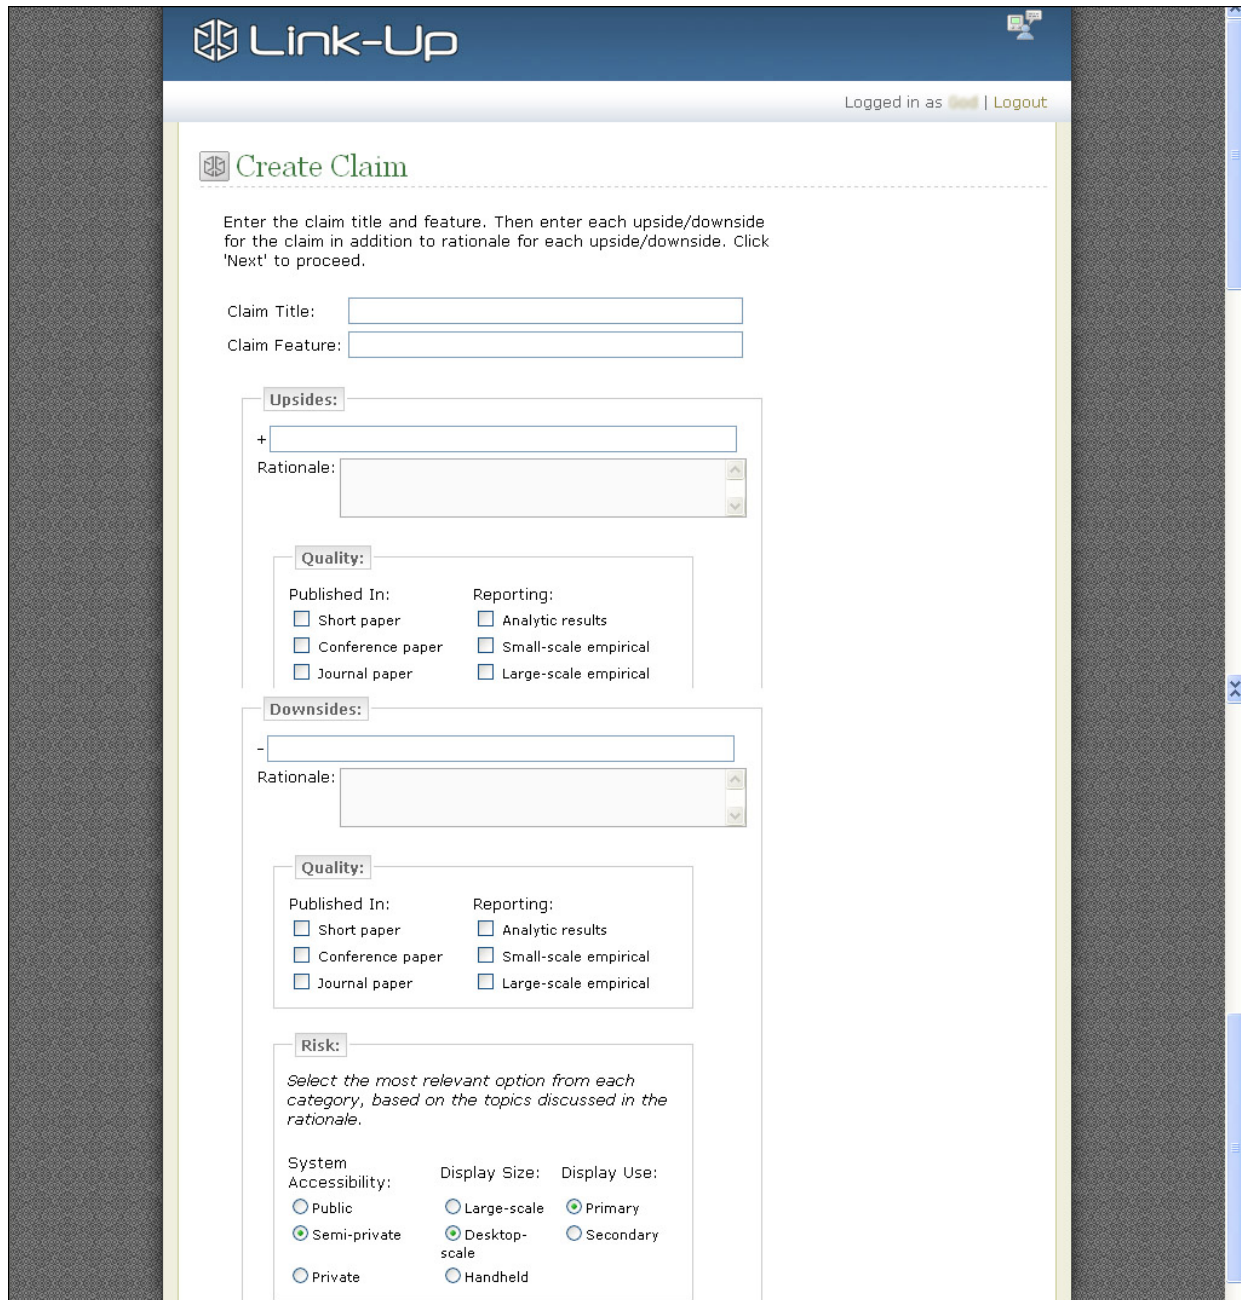 Link-Up
Logged in as | Logout
Create Claim
Enter the claim title and feature. Then enter each upside/downside
for the claim in addition to rationale for each upside/downside. Click
'Next' to proceed.
Claim Title:
Claim Feature:
Upsides:
+
Rationale:
Quality:
Published In: Reporting:
Short paper Analytic results
Conference paper Small-scale empirical
Journal paper Large-scale empirical
Downsides:
-
Rationale:
Quality:
Published In: Reporting:
Short paper Analytic results
Conference paper Small-scale empirical
Journal paper Large-scale empirical
Risk:
Select the most relevant option from each
category, based on the topics discussed in the
rationale.
System
Accessibility: Display Size: Display Use:
Public Large-scale Primary
Semi-private Desktop-
scale Secondary
Private Handheld